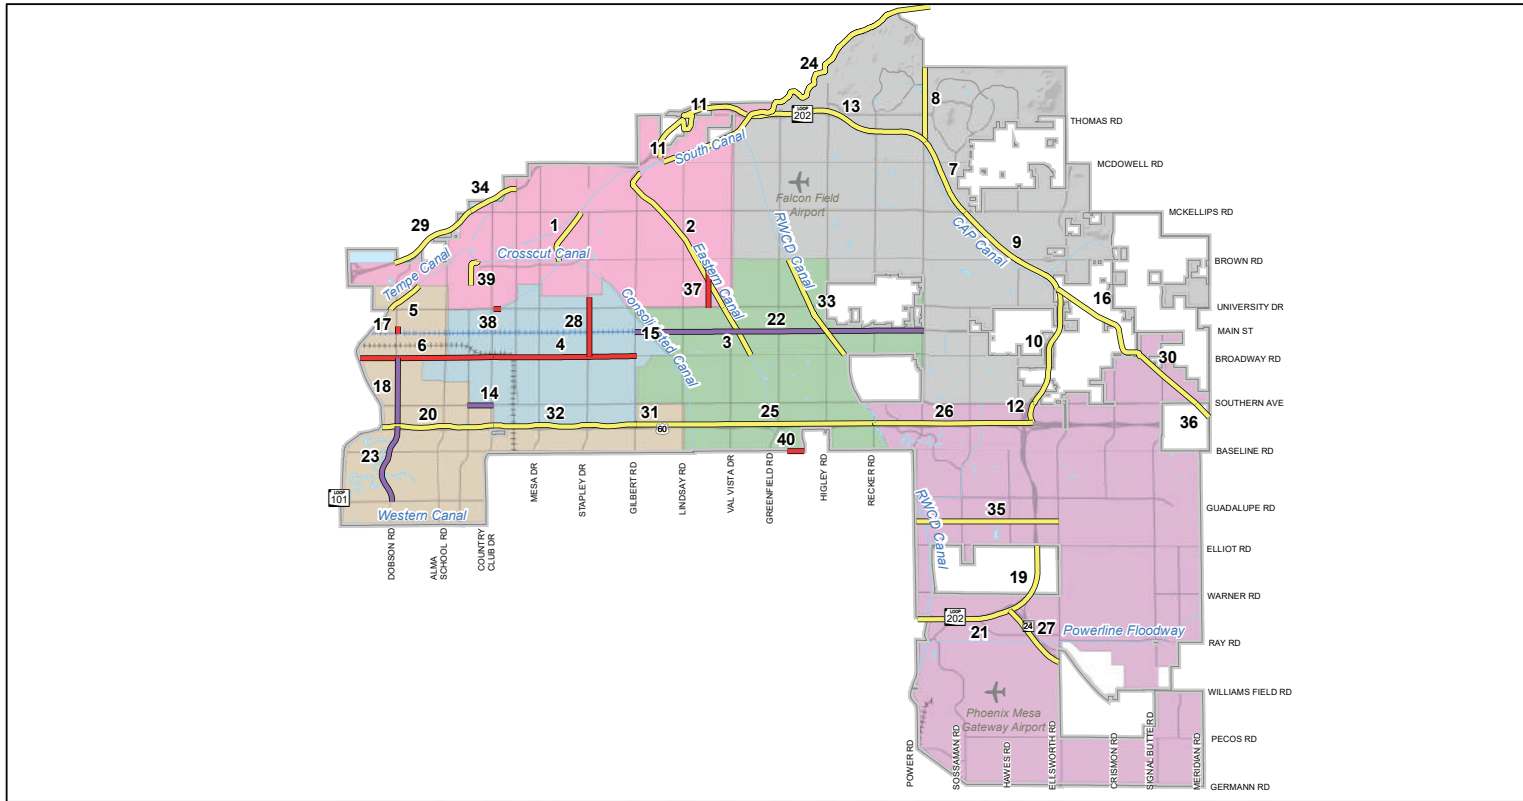 24
11
LOOP
202
13
8
THOMAS RD
11
South Canal
MCDOWELL RD
7
34
Falcon Field
Airport
MCKELLIPS RD
29
1
2
RWCD Canal
CAP Canal
9
Crosscut Canal
Eastern Canal
BROWN RD
Tempe Canal
39
37
33
16
UNIVERSITY DR
5
38
28
Consolidated Canal
22
17
15
MAIN ST
6
4
3
10
BROADWAY RD
30
18
14
SOUTHERN AVE
20
32
31
25
26
12
36
60
40
BASELINE RD
23
LOOP
101
MESA DR
STAPLEY DR
GILBERT RD
LINDSAY RD
VAL VISTA DR
GREENFIELD RD
HIGLEY RD
RECKER RD
Western Canal
RWCD Canal
35
GUADALUPE RD
DOBSON RD
ALMA
SCHOOL RD
COUNTRY
CLUB DR
ELLIOT RD
19
WARNER RD
LOOP
202
21
24
27
Powerline Floodway
RAY RD
WILLIAMS FIELD RD
Phoenix Mesa
Gateway Airport
PECOS RD
POWER RD
SOSSAMAN RD
HAWES RD
ELLSWORTH RD
CRISMON RD
SIGNAL BUTTE RD
MERIDIAN RD
GERMANN RD